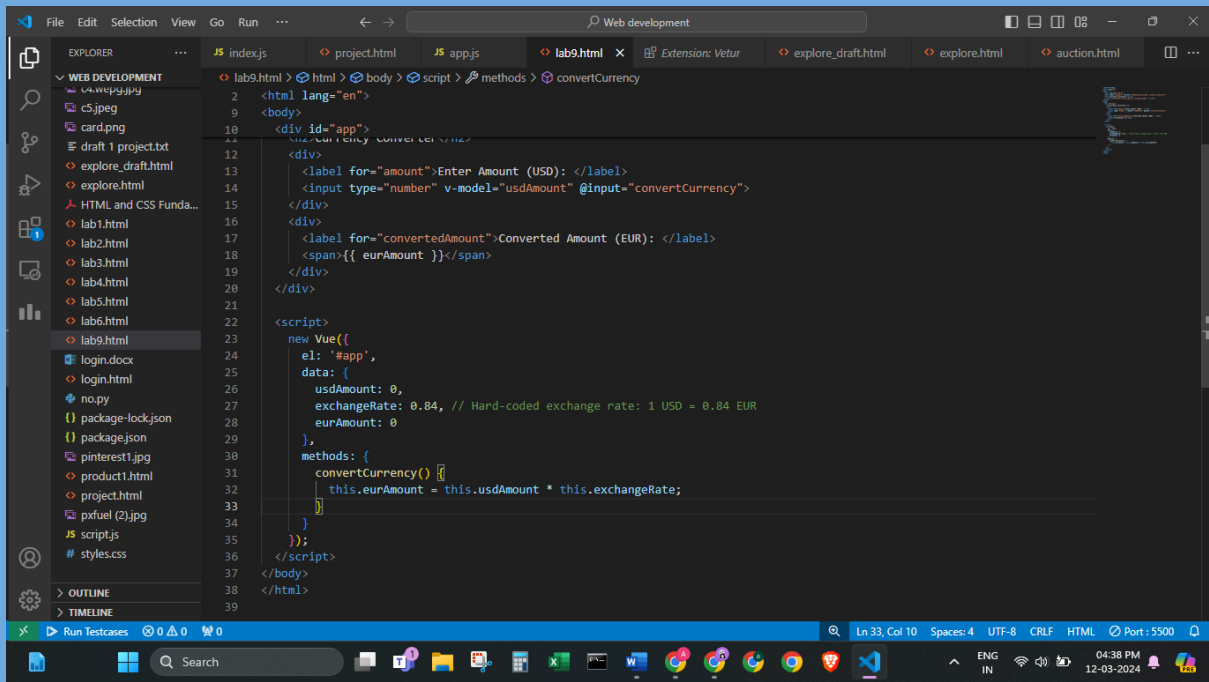 File Edit Selection View Go Run ··· Web development
EXPLORER ···
WEB DEVELOPMENT
c4.wepg.jpg
c5.jpeg
card.png
draft 1 project.txt
explore_draft.html
explore.html
HTML and CSS Funda...
lab1.html
lab2.html
lab3.html
lab4.html
lab5.html
lab6.html
lab9.html
login.docx
login.html
no.py
package-lock.json
package.json
pinterest1.jpg
product1.html
project.html
pxfuel (2).jpg
JS script.js
# styles.css
OUTLINE
TIMELINE
JS index.js <> project.html JS app.js <> lab9.html Extension: Vetur <> explore_draft.html <> explore.html <> auction.html
<> lab9.html > html > body > script > methods > convertCurrency
2 <html lang="en">
9 <body>
10 <div id="app">
11 <h2>Currency Converter</h2>
12 <div>
13 <label for="amount">Enter Amount (USD): </label>
14 <input type="number" v-model="usdAmount" @input="convertCurrency">
15 </div>
16 <div>
17 <label for="convertedAmount">Converted Amount (EUR): </label>
18 <span>{{ eurAmount }}</span>
19 </div>
20 </div>
21
22 <script>
23 new Vue({
24 el: '#app',
25 data: {
26 usdAmount: 0,
27 exchangeRate: 0.84, // Hard-coded exchange rate: 1 USD = 0.84 EUR
28 eurAmount: 0
29 },
30 methods: {
31 convertCurrency() {
32 this.eurAmount = this.usdAmount * this.exchangeRate;
33 }
34 }
35 });
36 </script>
37 </body>
38 </html>
39
Run Testcases 0 0 0 Ln 33, Col 10 Spaces: 4 UTF-8 CRLF HTML Port : 5500
Search ENG IN 04:38 PM 12-03-2024